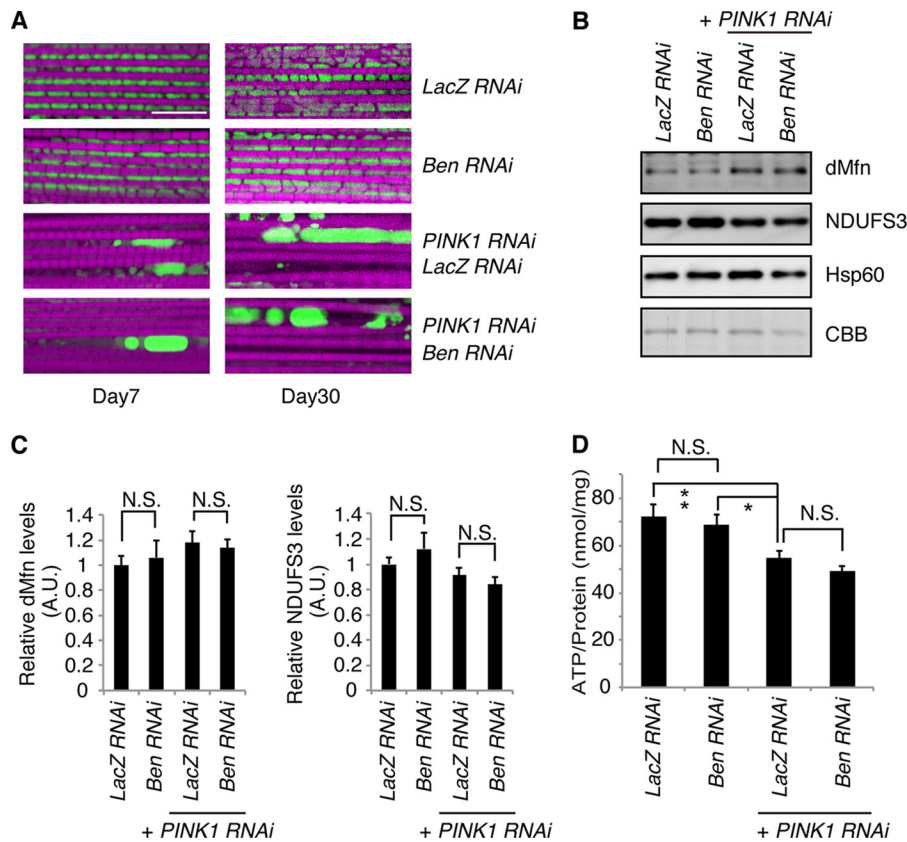 A
LacZ RNAi
Ben RNAi
PINK1 RNAi
LacZ RNAi
PINK1 RNAi
Ben RNAi
Day7
Day30
B
+ PINK1 RNAi
LacZ RNAi
Ben RNAi
LacZ RNAi
Ben RNAi
dMfn
NDUFS3
Hsp60
CBB
C
Relative dMfn levels
(A.U.)
1.4
1.2
1
0.8
0.6
0.4
1.2
0
N.S.
N.S.
LacZ RNAi
Ben RNAi
LacZ RNAi
Ben RNAi
+ PINK1 RNAi
Relative NDUFS3 levels
(A.U.)
1.4
1.2
1
0.8
0.6
0.4
0.2
0
N.S.
N.S.
LacZ RNAi
Ben RNAi
LacZ RNAi
Ben RNAi
+ PINK1 RNAi
D
ATP/Protein (nmol/mg)
80
60
40
20
0
N.S.
* *
*
N.S.
LacZ RNAi
Ben RNAi
LacZ RNAi
Ben RNAi
+ PINK1 RNAi